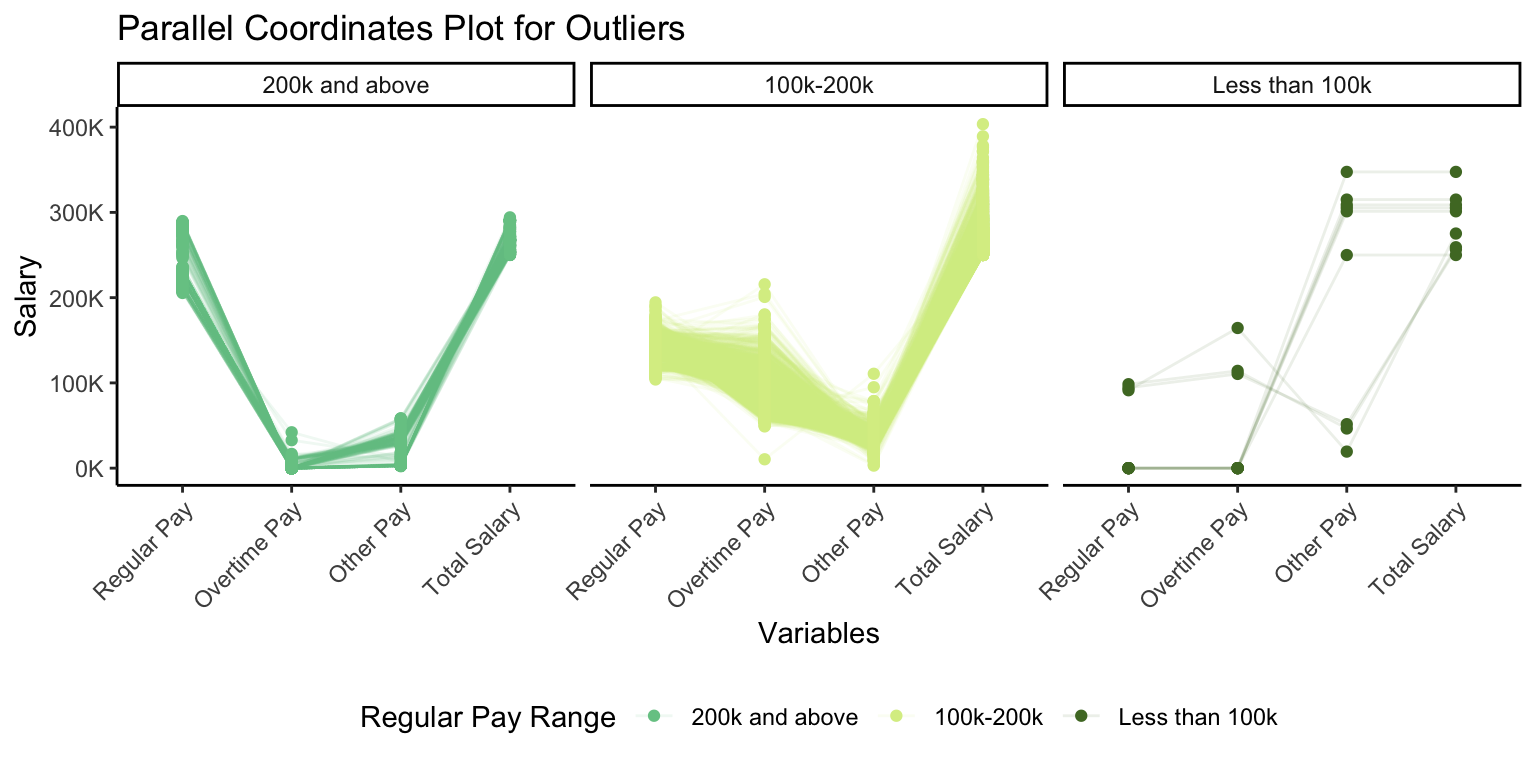 Parallel Coordinates Plot for Outliers
200k and above
100k-200k
Less than 100k
Salary
400K
300K
200K
100K
0K
Regular Pay
Overtime Pay
Other Pay
Total Salary
Regular Pay
Overtime Pay
Other Pay
Total Salary
Regular Pay
Overtime Pay
Other Pay
Total Salary
Variables
Regular Pay Range
200k and above
100k-200k
Less than 100k